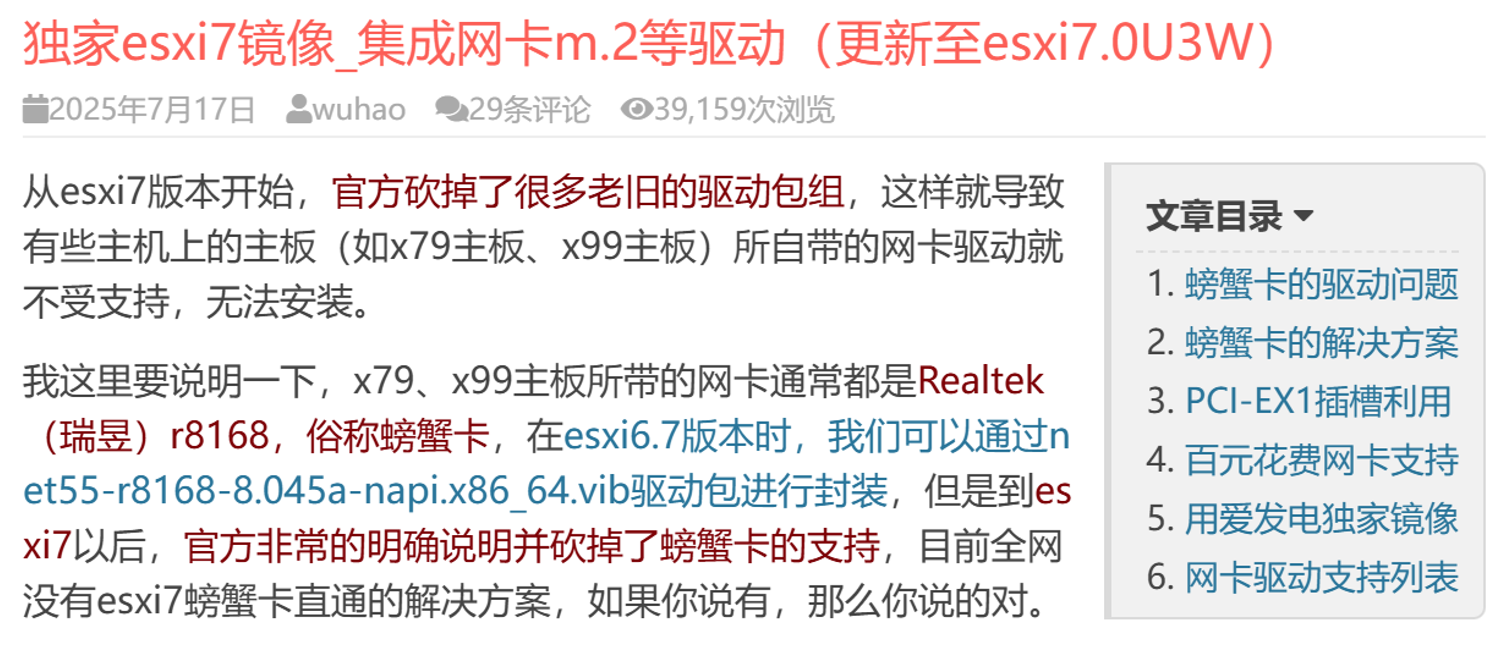 独家esxi7镜像_集成网卡m.2等驱动（更新至esxi7.0U3W）
2025年7月17日 wuhao 29条评论 39,159次浏览
从esxi7版本开始，官方砍掉了很多老旧的驱动包组，这样就导致
有些主机上的主板（如x79主板、x99主板）所自带的网卡驱动就
不受支持，无法安装。
我这里要说明一下，x79、x99主板所带的网卡通常都是Realtek
（瑞昱）r8168，俗称螃蟹卡，在esxi6.7版本时，我们可以通过n
et55-r8168-8.045a-napi.x86_64.vib驱动包进行封装，但是到es
xi7以后，官方非常的明确说明并砍掉了螃蟹卡的支持，目前全网
没有esxi7螃蟹卡直通的解决方案，如果你说有，那么你说的对。
文章目录
1. 螃蟹卡的驱动问题
2. 螃蟹卡的解决方案
3. PCI-EX1插槽利用
4. 百元花费网卡支持
5. 用爱发电独家镜像
6. 网卡驱动支持列表